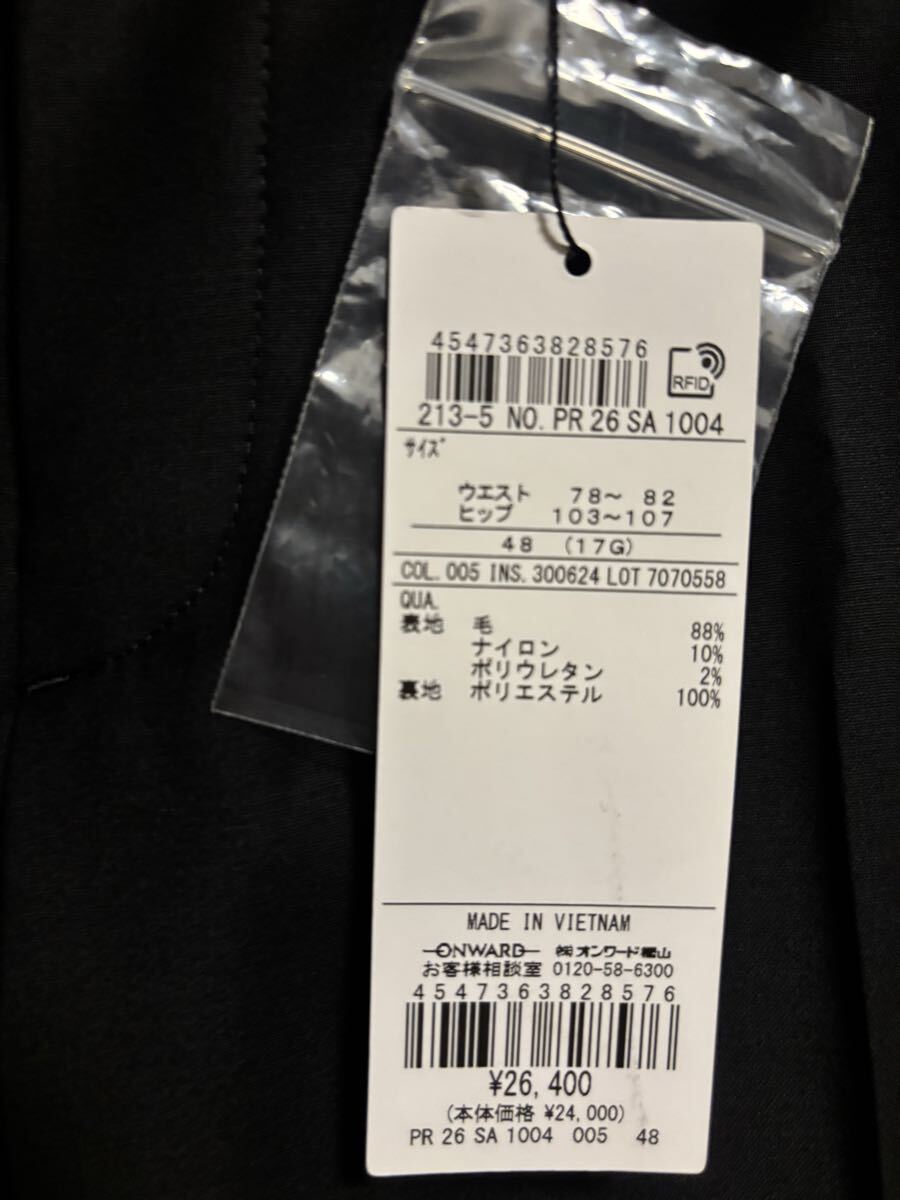 4547363828576
RFID
213-5 NO. PR 26 SA 1004
サイズ
ウエスト 78～ 82
ヒップ 103～107
48 (17G)
COL. 005 INS. 300624 LOT 7070558
QUA.
表地 毛 88%
ナイロン 10%
ポリウレタン 2%
裏地 ポリエステル 100%
MADE IN VIETNAM
ONWARD ㈱オンワード樫山
お客様相談室 0120-58-6300
4547363828576
¥26,400
(本体価格 ¥24,000)
PR 26 SA 1004 005 48